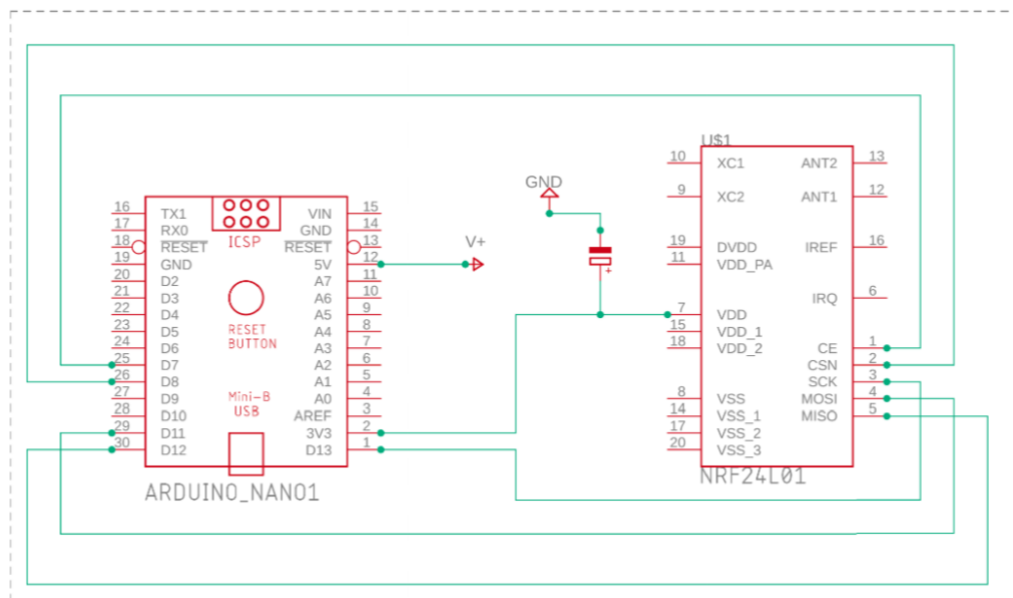 ICSP
16 TX1 VIN 15
17 RX0 GND 14
18 RESET RESET 13
19 GND 5V 12
20 D2 A7 11
21 D3 A6 10
22 D4 A5 9
23 D5 A4 8
24 D6 A3 7
25 D7 A2 6
26 D8 A1 5
27 D9 A0 4
28 D10 AREF 3
29 D11 3V3 2
30 D12 D13 1
RESET
BUTTON
Mini-B
USB
ARDUINO_NANO1
V+
GND
+
U$1
10 XC1 ANT2 13
9 XC2 ANT1 12
19 DVDD IREF 16
11 VDD_PA
IRQ 6
7 VDD
15 VDD_1
18 VDD_2 CE 1
CSN 2
SCK 3
8 VSS MOSI 4
14 VSS_1 MISO 5
17 VSS_2
20 VSS_3
NRF24L01